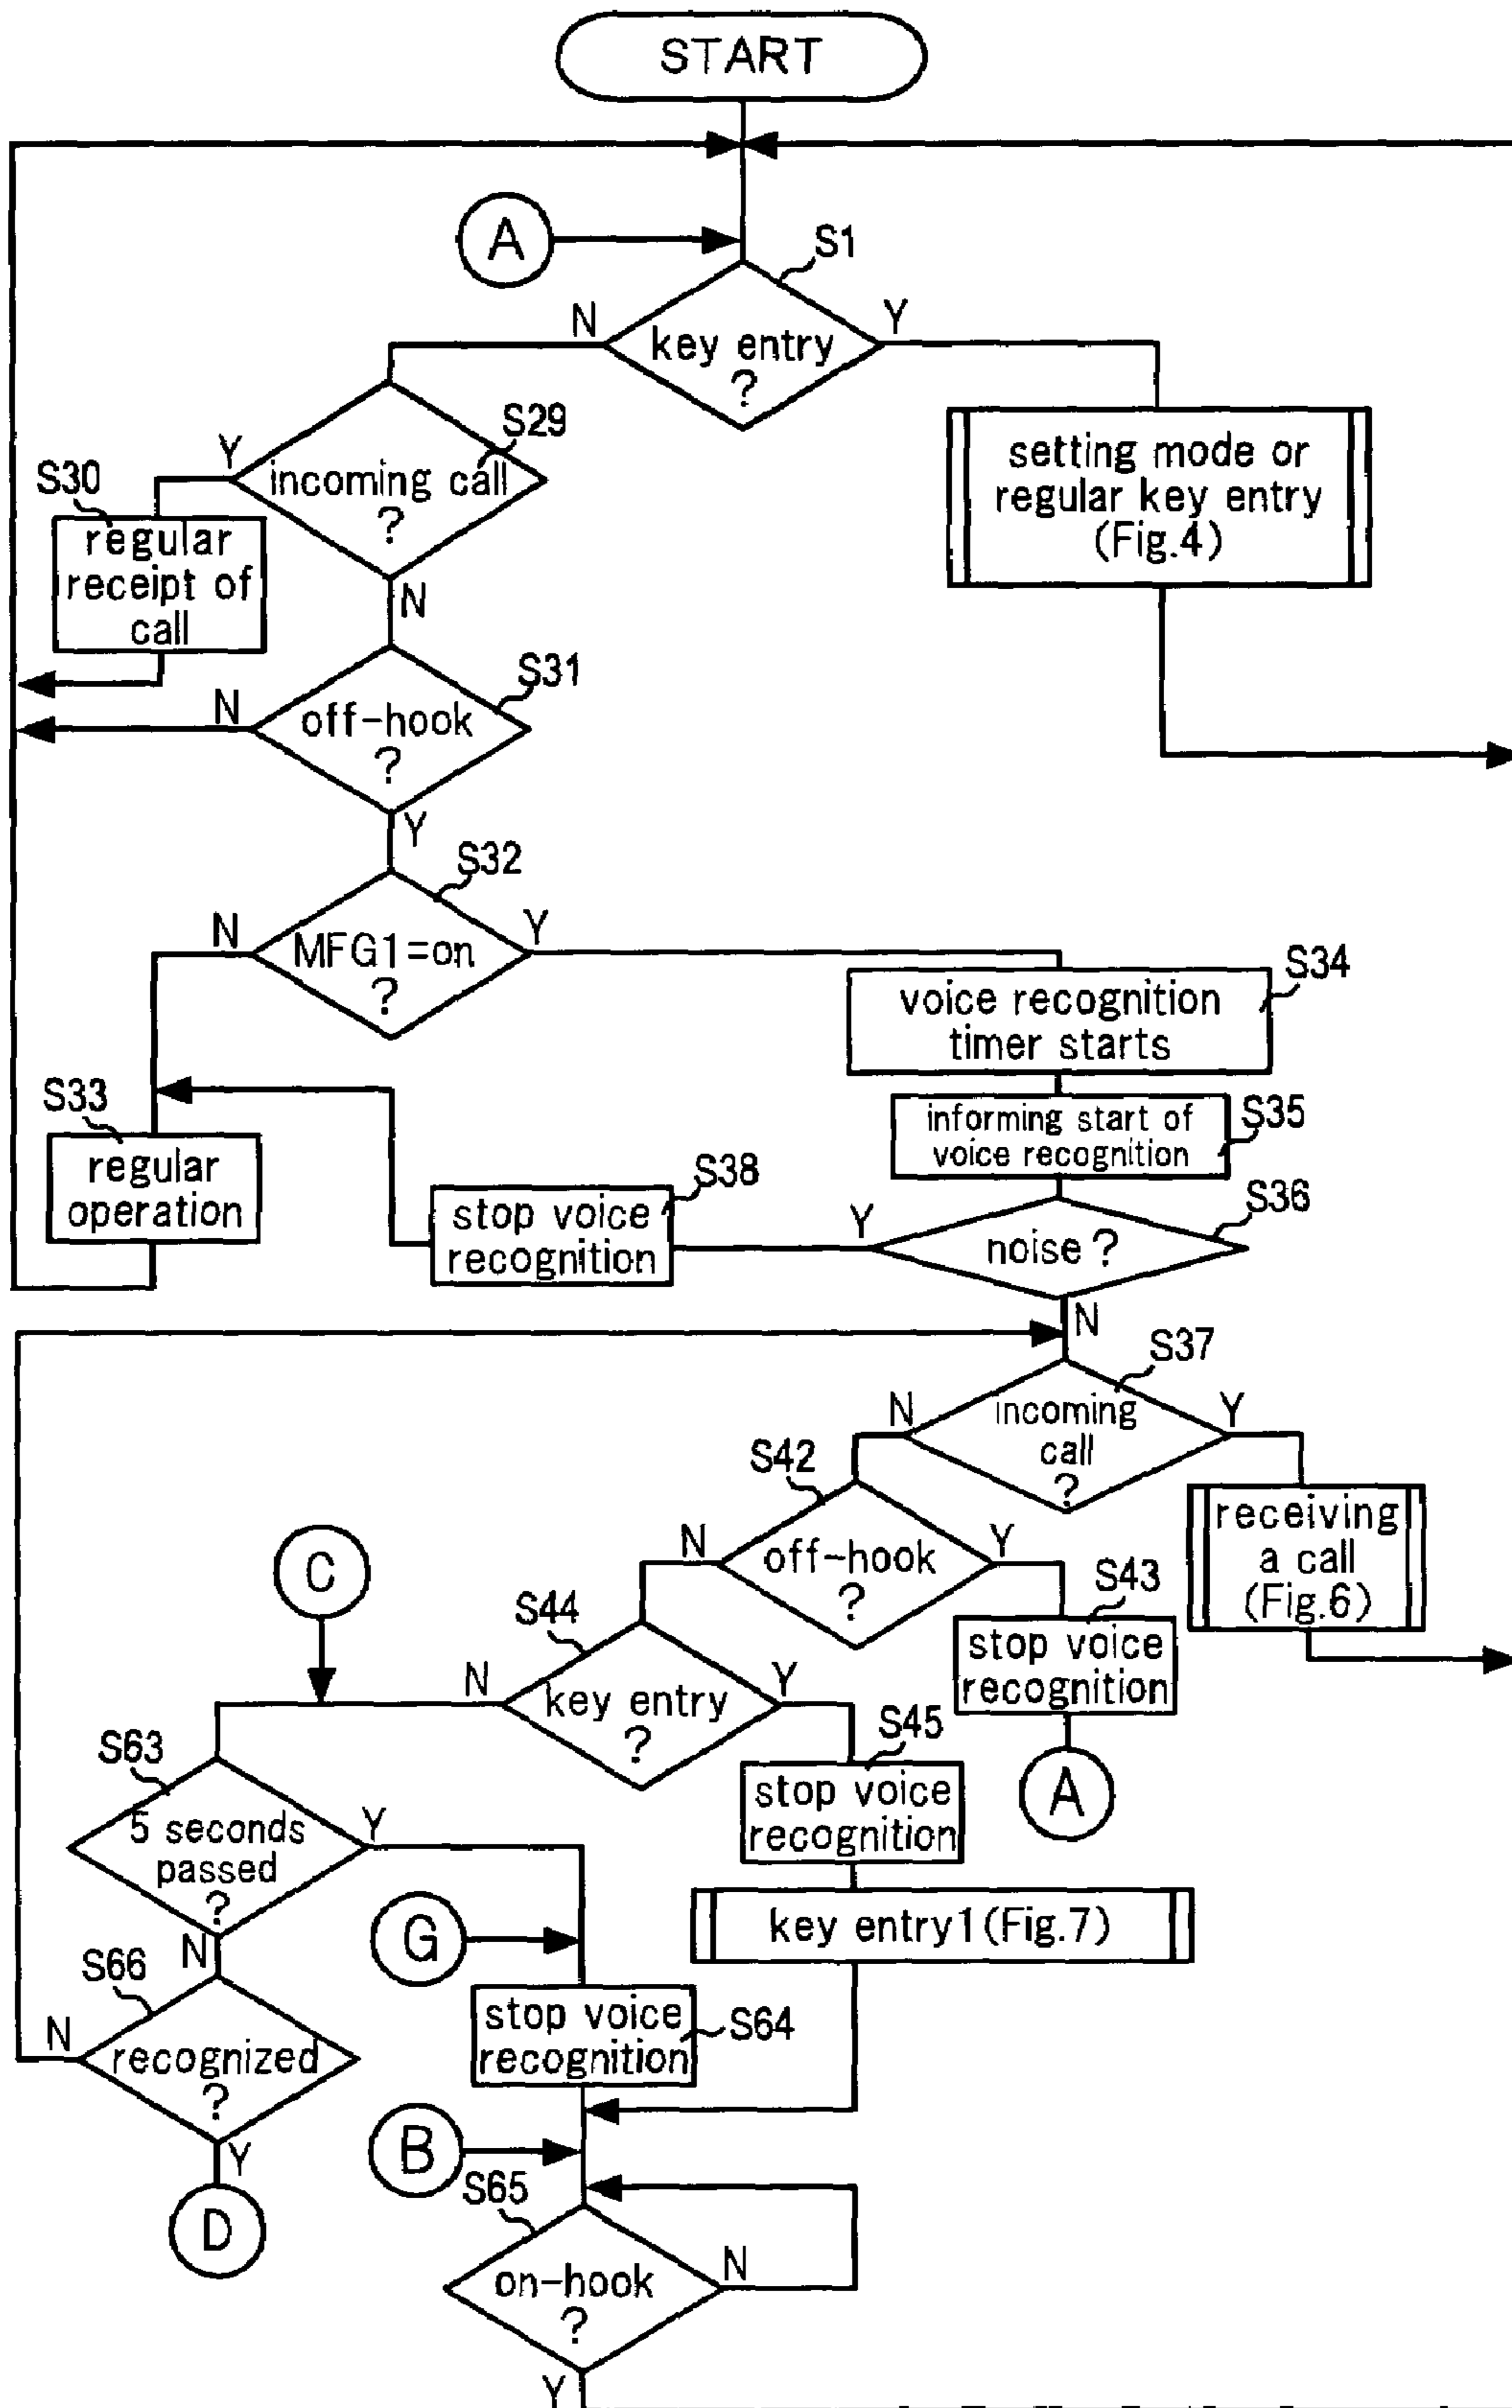 START
A
S1
N
Y
key entry
?
S29
Y
incoming call
?
S30
regular
receipt of
call
setting mode or
regular key entry
(Fig.4)
N
S31
N
off-hook
?
Y
S32
N
MFG1=on
?
Y
S34
voice recognition
timer starts
S33
regular
operation
S35
informing start of
voice recognition
S38
stop voice
recognition
Y
S36
noise ?
N
S37
N
incoming
call
?
Y
S42
N
off-hook
?
Y
receiving
a call
(Fig.6)
C
S43
stop voice
recognition
S44
N
key entry
?
Y
S45
stop voice
recognition
A
S63
5 seconds
passed
?
Y
key entry1(Fig.7)
G
N
S66
N
recognized
?
stop voice
recognition
S64
B
Y
D
S65
on-hook
?
N
Y